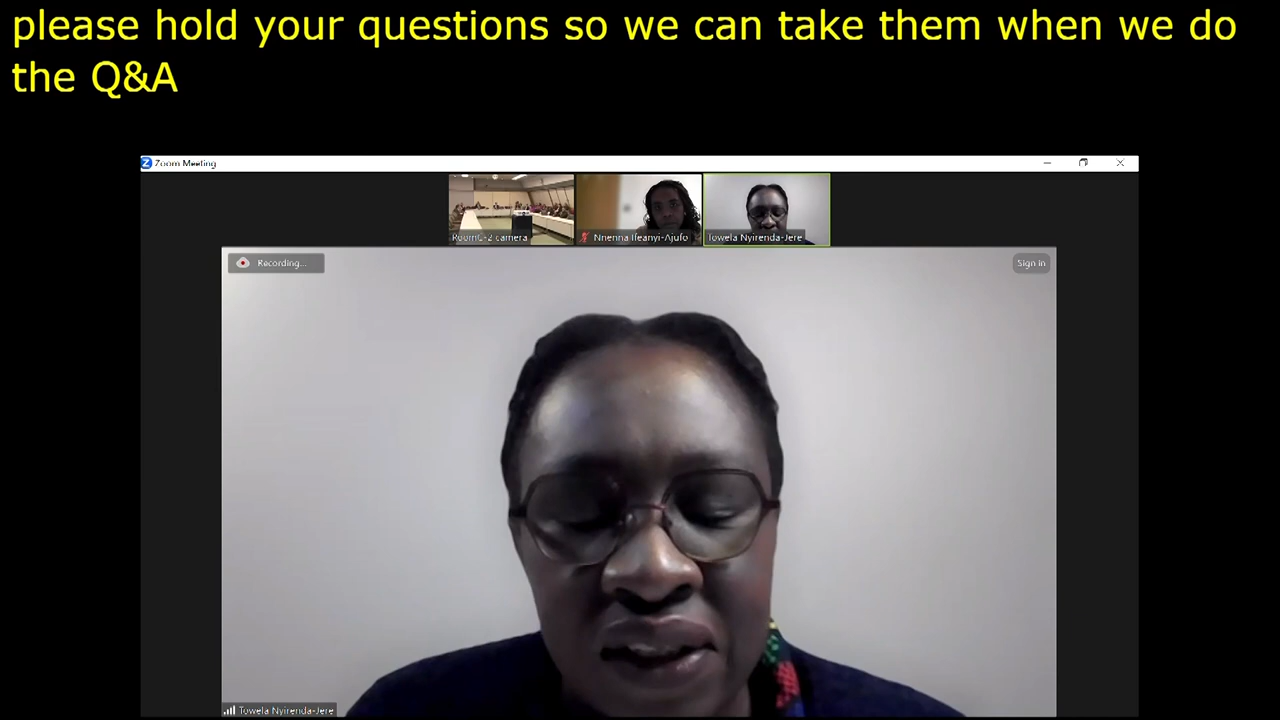 please hold your questions so we can take them when we do
the Q&A
Zoom Meeting
RoomC-2 camera
Nnenna Ifeanyi-Ajufo
Towela Nyirenda-Jere
Recording...
Sign in
Towela Nyirenda-Jere